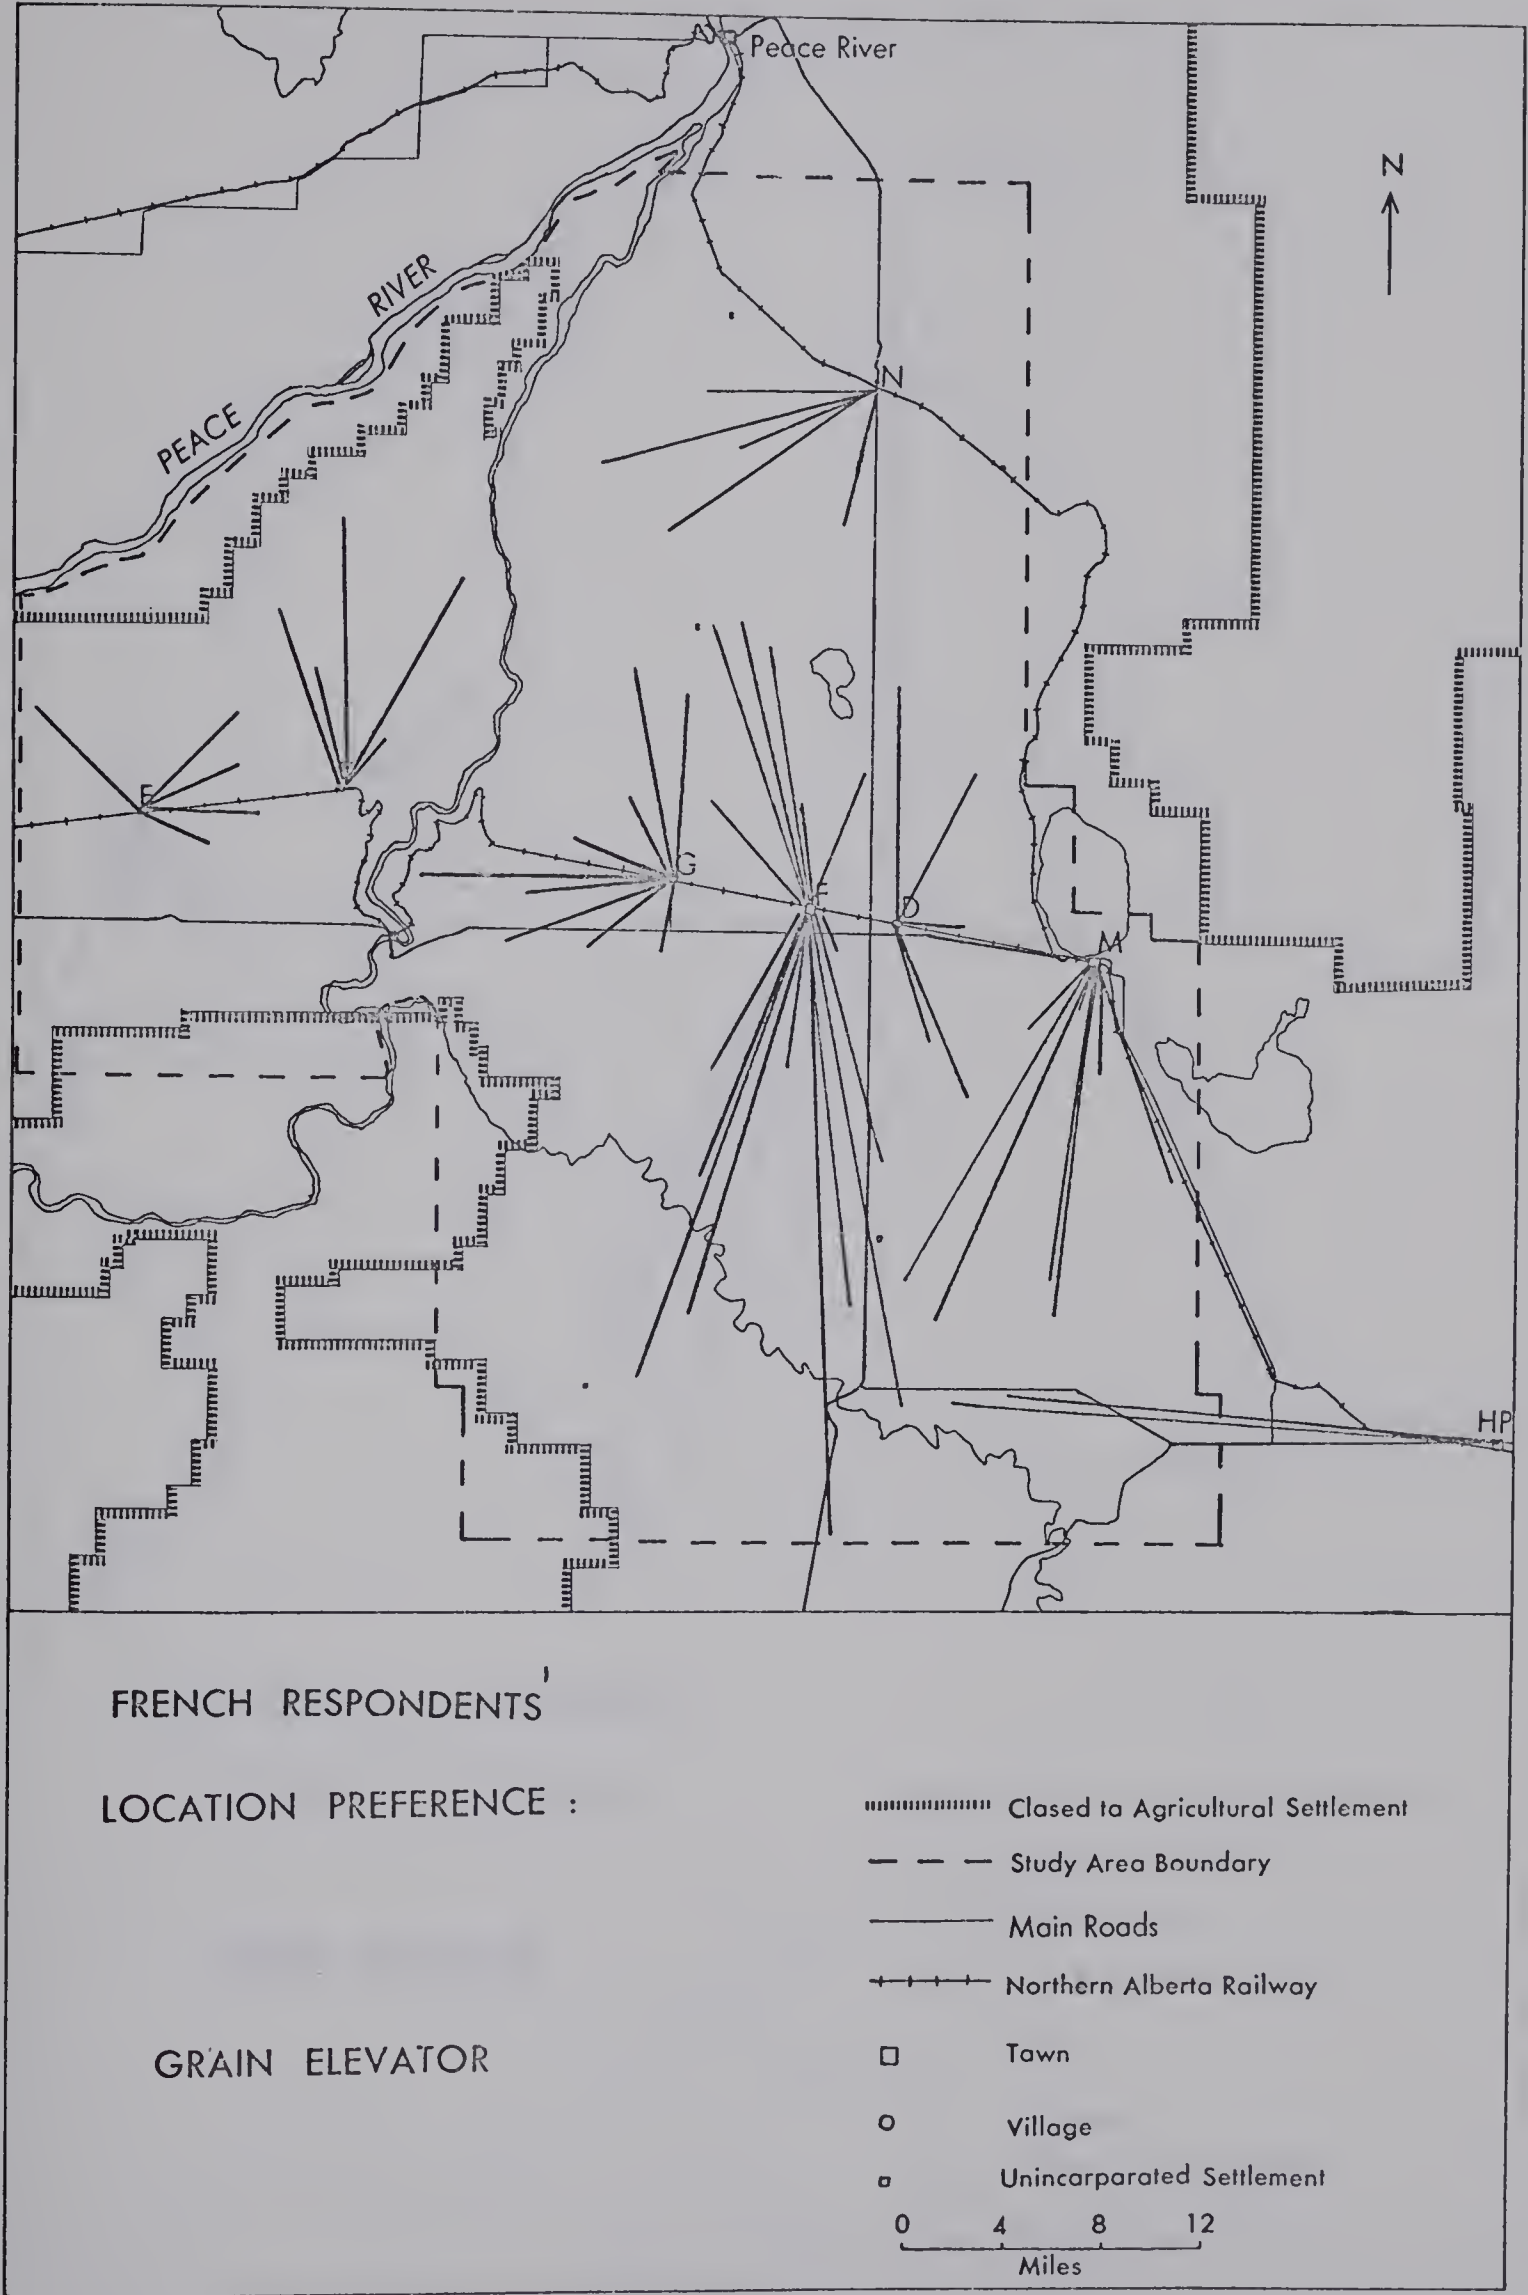 Peace River
N
RIVER
PEACE
N
E
G
F
D
M
HP
FRENCH RESPONDENTS'
LOCATION PREFERENCE :
GRAIN ELEVATOR
Clased ta Agricultural Settlement
Study Area Boundary
Main Roads
Northern Alberta Railway
Tawn
Village
Unincarparated Settlement
0 4 8 12
Miles